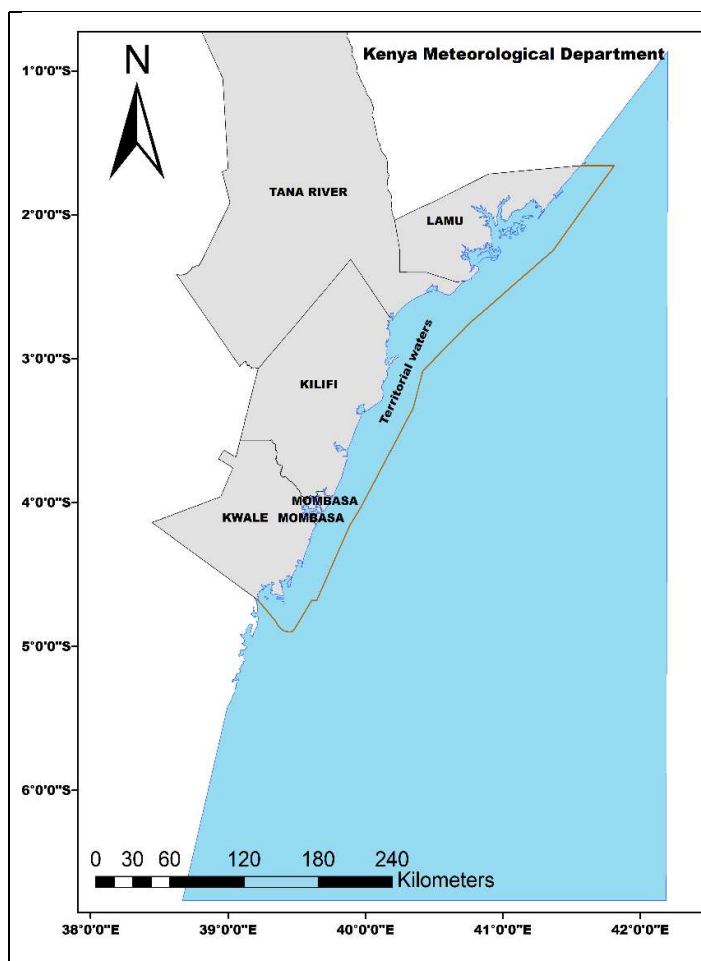 Kenya Meteorological Department
N
1°0'0"S
2°0'0"S
3°0'0"S
4°0'0"S
5°0'0"S
6°0'0"S
TANA RIVER
LAMU
KILIFI
Territorial waters
MOMBASA
KWALE MOMBASA
0 30 60 120 180 240
Kilometers
38°0'0"E 39°0'0"E 40°0'0"E 41°0'0"E 42°0'0"E